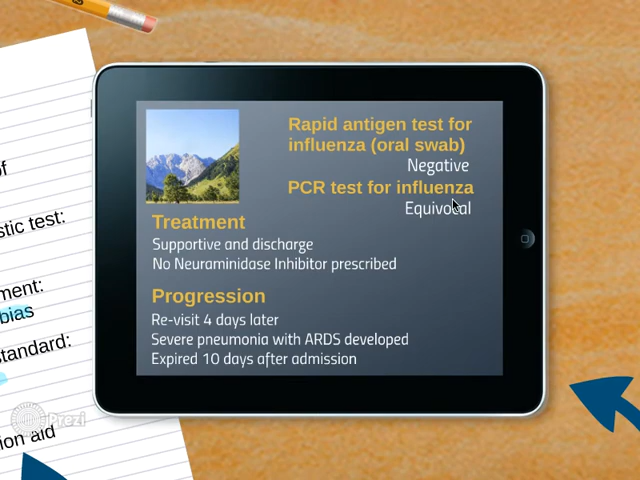 of
stic test:
ment:
bias
standard:
ion aid
Rapid antigen test for
influenza (oral swab)
Negative
PCR test for influenza
Equivocal
Treatment
Supportive and discharge
No Neuraminidase Inhibitor prescribed
Progression
Re-visit 4 days later
Severe pneumonia with ARDS developed
Expired 10 days after admission
Prezi